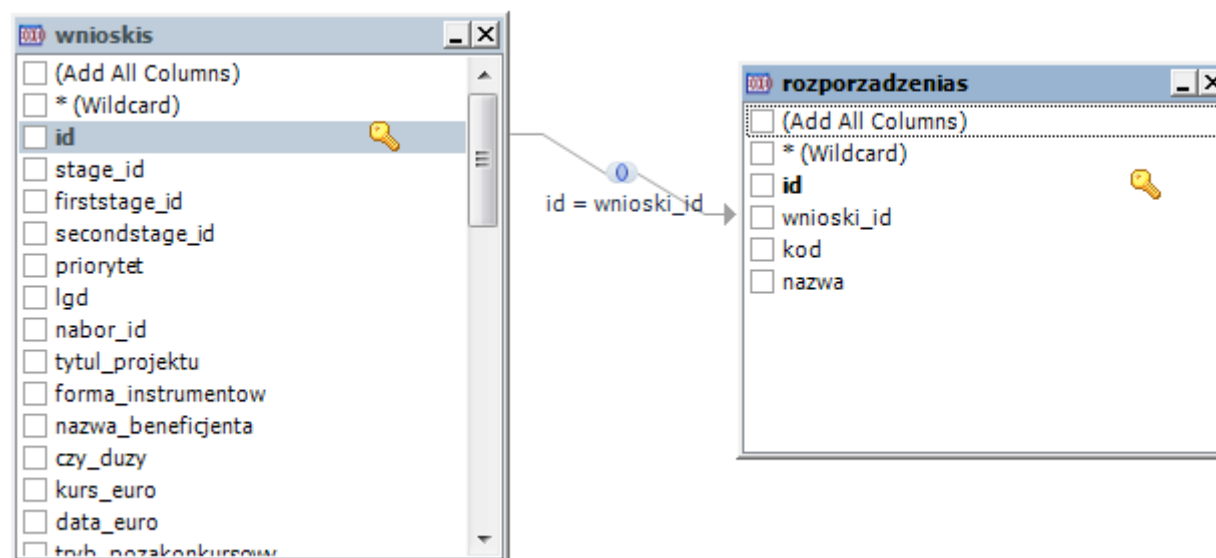 wnioskis
(Add All Columns)
* (Wildcard)
id
stage_id
firststage_id
secondstage_id
priorytet
lgd
nabor_id
tytul_projektu
forma_instrumentow
nazwa_beneficjenta
czy_duzy
kurs_euro
data_euro
tryb_pozakonkursowy
id = wnioski_id
rozporzadzenias
(Add All Columns)
* (Wildcard)
id
wnioski_id
kod
nazwa